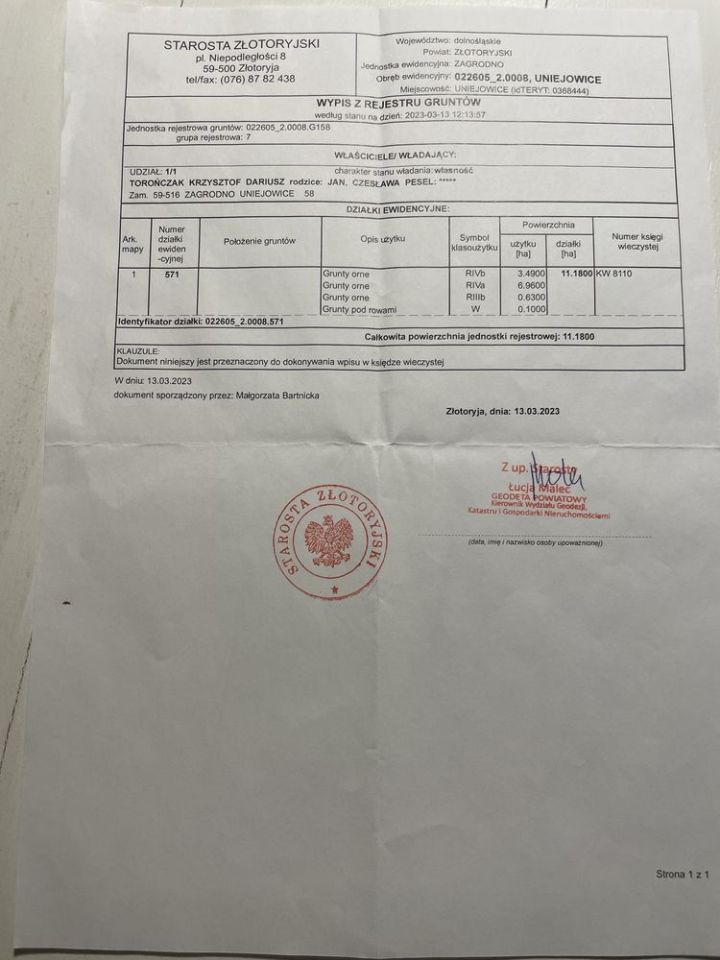 STAROSTA ZŁOTORYJSKI
pl. Niepodległości 8
59-500 Złotoryja
tel/fax: (076) 87 82 438
Województwo: dolnośląskie
Powiat: ZŁOTORYJSKI
Jednostka ewidencyjna: ZAGRODNO
Obręb ewidencyjny: 022605_2.0008, UNIEJOWICE
Miejscowość: UNIEJOWICE (idTERYT: 0368444)
WYPIS Z REJESTRU GRUNTÓW
według stanu na dzień: 2023-03-13 12:13:57
Jednostka rejestrowa gruntów: 022605_2.0008.G158
grupa rejestrowa: 7
WŁAŚCICIELE/ WŁADAJĄCY:
UDZIAŁ: 1/1 charakter stanu władania: własność
TOROŃCZAK KRZYSZTOF DARIUSZ rodzice: JAN, CZESŁAWA PESEL: *****
Zam. 59-516 ZAGRODNO UNIEJOWICE 58
DZIAŁKI EWIDENCYJNE:
Ark. mapy
Numer działki ewiden -cyjnej
Położenie gruntów
Opis użytku
Symbol klasoużytku
Powierzchnia
użytku [ha]
działki [ha]
Numer księgi wieczystej
1 571 Grunty orne RIVb 3.4900 11.1800 KW 8110
Grunty orne RIVa 6.9600
Grunty orne RIIIb 0.6300
Grunty pod rowami W 0.1000
Identyfikator działki: 022605_2.0008.571
Całkowita powierzchnia jednostki rejestrowej: 11.1800
KLAUZULE:
Dokument niniejszy jest przeznaczony do dokonywania wpisu w księdze wieczystej
W dniu: 13.03.2023
dokument sporządzony przez: Małgorzata Bartnicka
Złotoryja, dnia: 13.03.2023
Z up. Starosty
Łucja Malec
GEODETA POWIATOWY
Kierownik Wydziału Geodezji,
Katastru i Gospodarki Nieruchomościami
(data, imię i nazwisko osoby upoważnionej)
STAROSTA ZŁOTORYJSKI
Strona 1 z 1